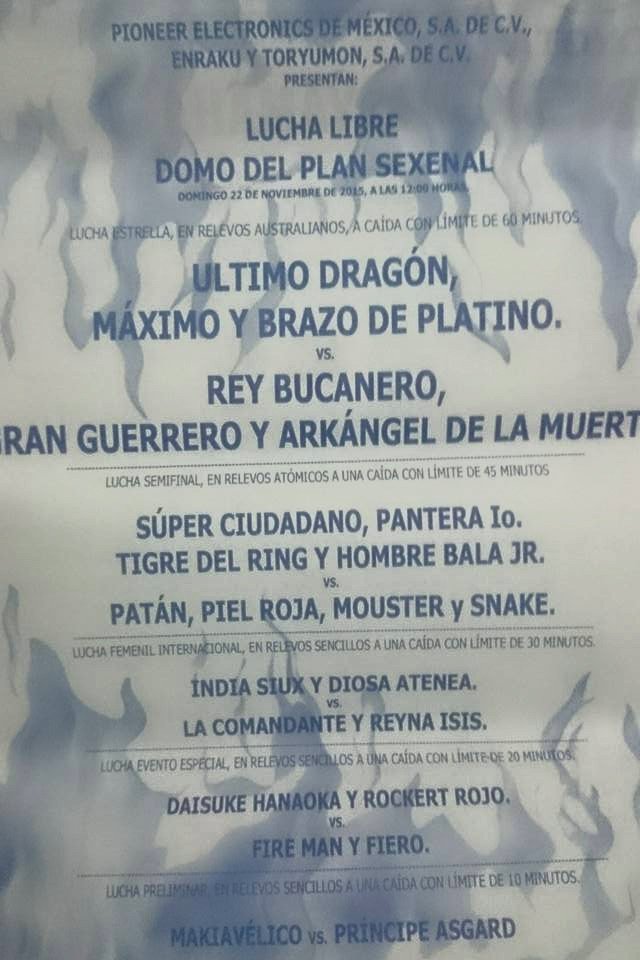 PIONEER ELECTRONICS DE MÉXICO, S.A. DE C.V.,
ENRAKU Y TORYUMON, S.A. DE C.V.
PRESENTAN:
LUCHA LIBRE
DOMO DEL PLAN SEXENAL
DOMINGO 22 DE NOVIEMBRE DE 2015, A LAS 12:00 HORAS.
LUCHA ESTRELLA, EN RELEVOS AUSTRALIANOS, A CAÍDA CON LÍMITE DE 60 MINUTOS.
ULTIMO DRAGÓN,
MÁXIMO Y BRAZO DE PLATINO.
vs.
REY BUCANERO,
GRAN GUERRERO Y ARKÁNGEL DE LA MUERT
LUCHA SEMIFINAL, EN RELEVOS ATÓMICOS A UNA CAÍDA CON LÍMITE DE 45 MINUTOS
SÚPER CIUDADANO, PANTERA Io.
TIGRE DEL RING Y HOMBRE BALA JR.
vs.
PATÁN, PIEL ROJA, MOUSTER y SNAKE.
LUCHA FEMENIL INTERNACIONAL, EN RELEVOS SENCILLOS A UNA CAÍDA CON LÍMITE DE 30 MINUTOS.
INDIA SIUX Y DIOSA ATENEA.
vs.
LA COMANDANTE Y REYNA ISIS.
LUCHA EVENTO ESPECIAL, EN RELEVOS SENCILLOS A UNA CAÍDA CON LÍMITE DE 20 MINUTOS.
DAISUKE HANAOKA Y ROCKERT ROJO.
vs.
FIRE MAN Y FIERO.
LUCHA PRELIMINAR, EN RELEVOS SENCILLOS A UNA CAÍDA CON LÍMITE DE 10 MINUTOS.
MAKIAVÉLICO vs. PRÍNCIPE ASGARD